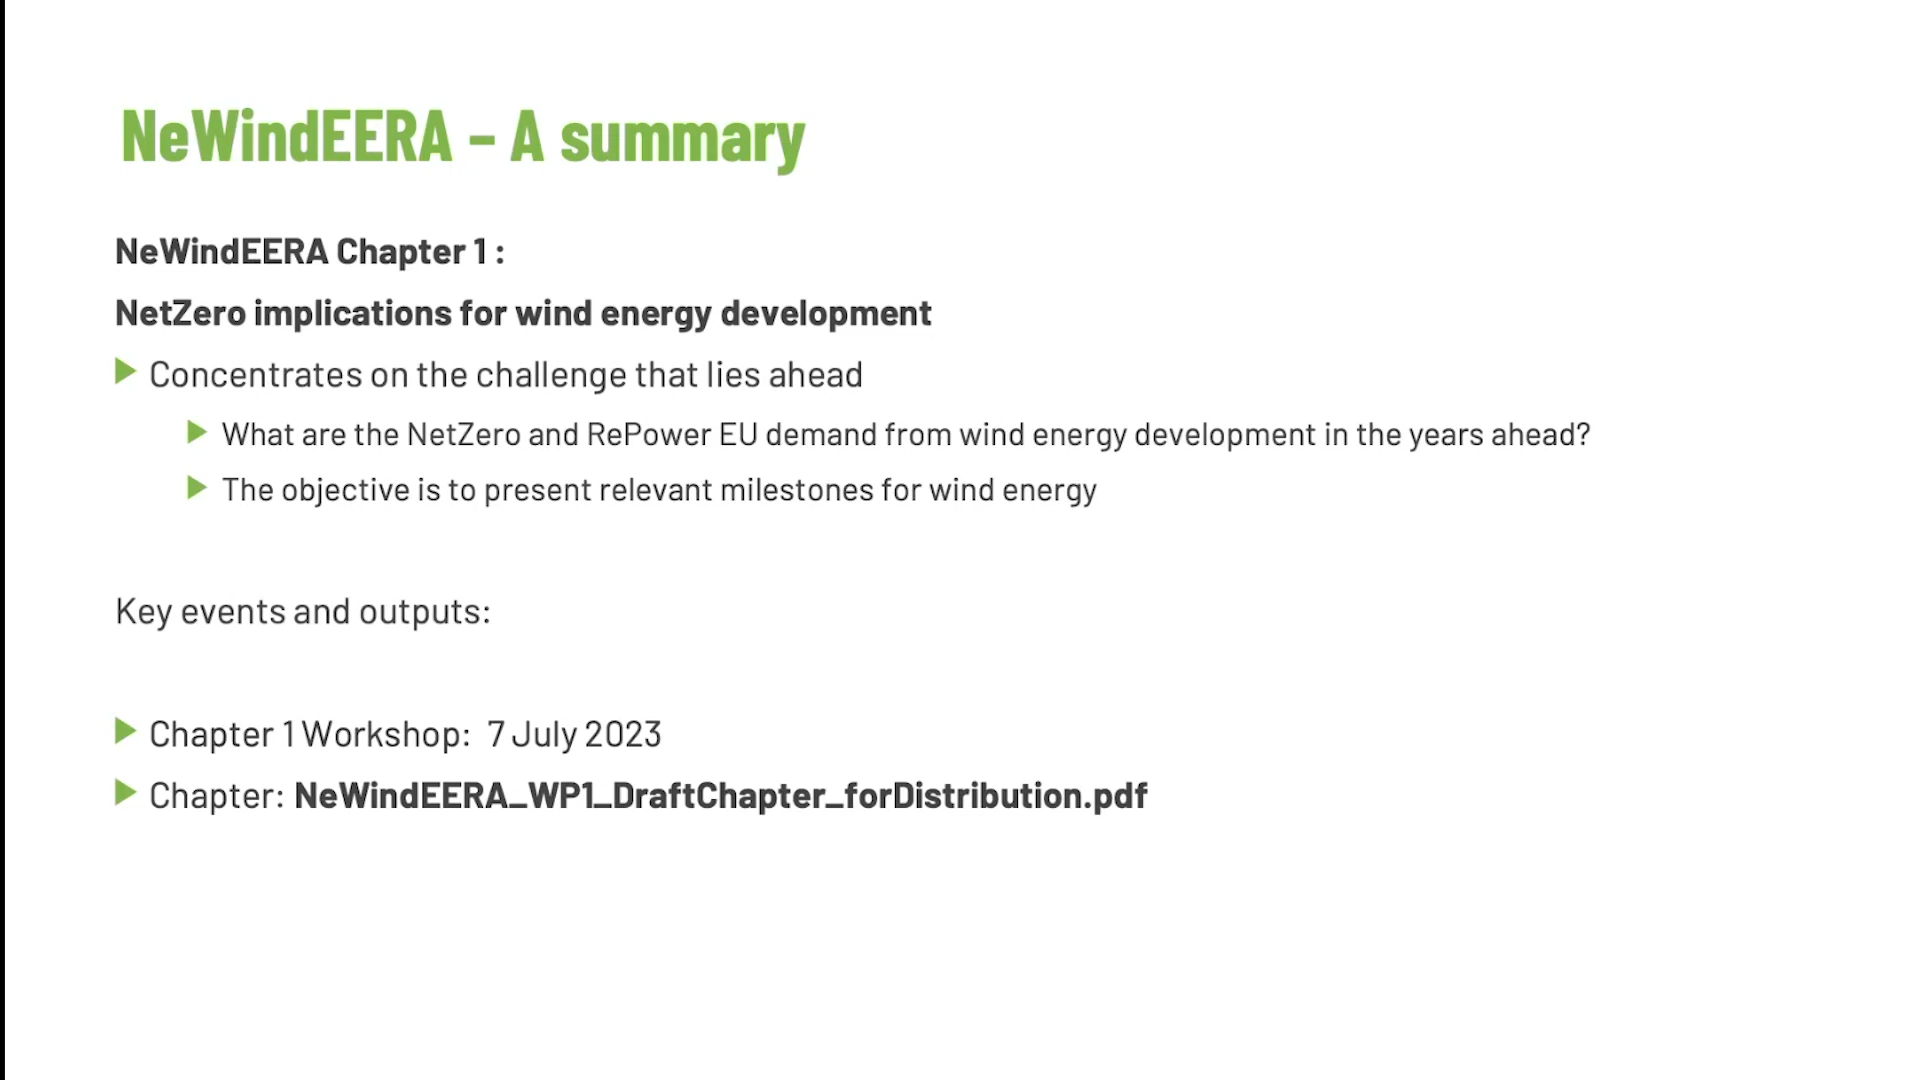 NeWindEERA – A summary
NeWindEERA Chapter 1 :
NetZero implications for wind energy development
Concentrates on the challenge that lies ahead
What are the NetZero and RePower EU demand from wind energy development in the years ahead?
The objective is to present relevant milestones for wind energy
Key events and outputs:
Chapter 1 Workshop: 7 July 2023
Chapter: NeWindEERA_WP1_DraftChapter_forDistribution.pdf